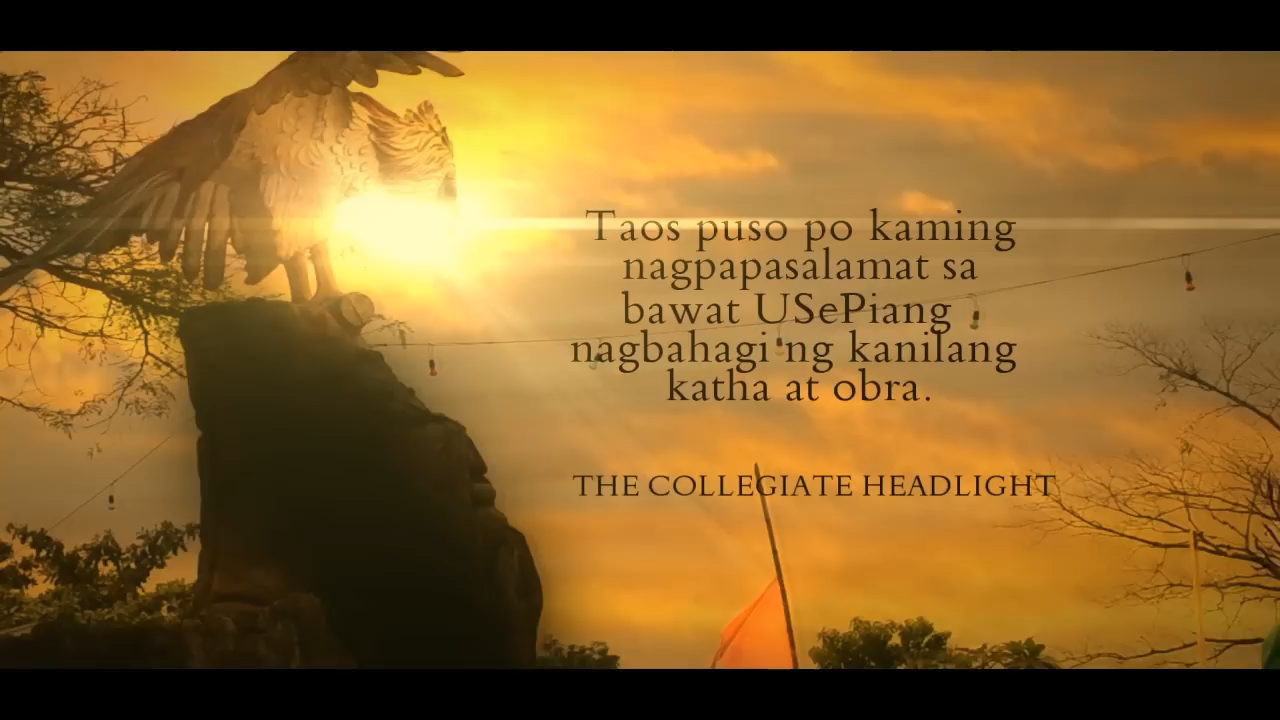 Taos puso po kaming
nagpapasalamat sa
bawat USePiang
nagbahagi ng kanilang
katha at obra.
THE COLLEGIATE HEADLIGHT